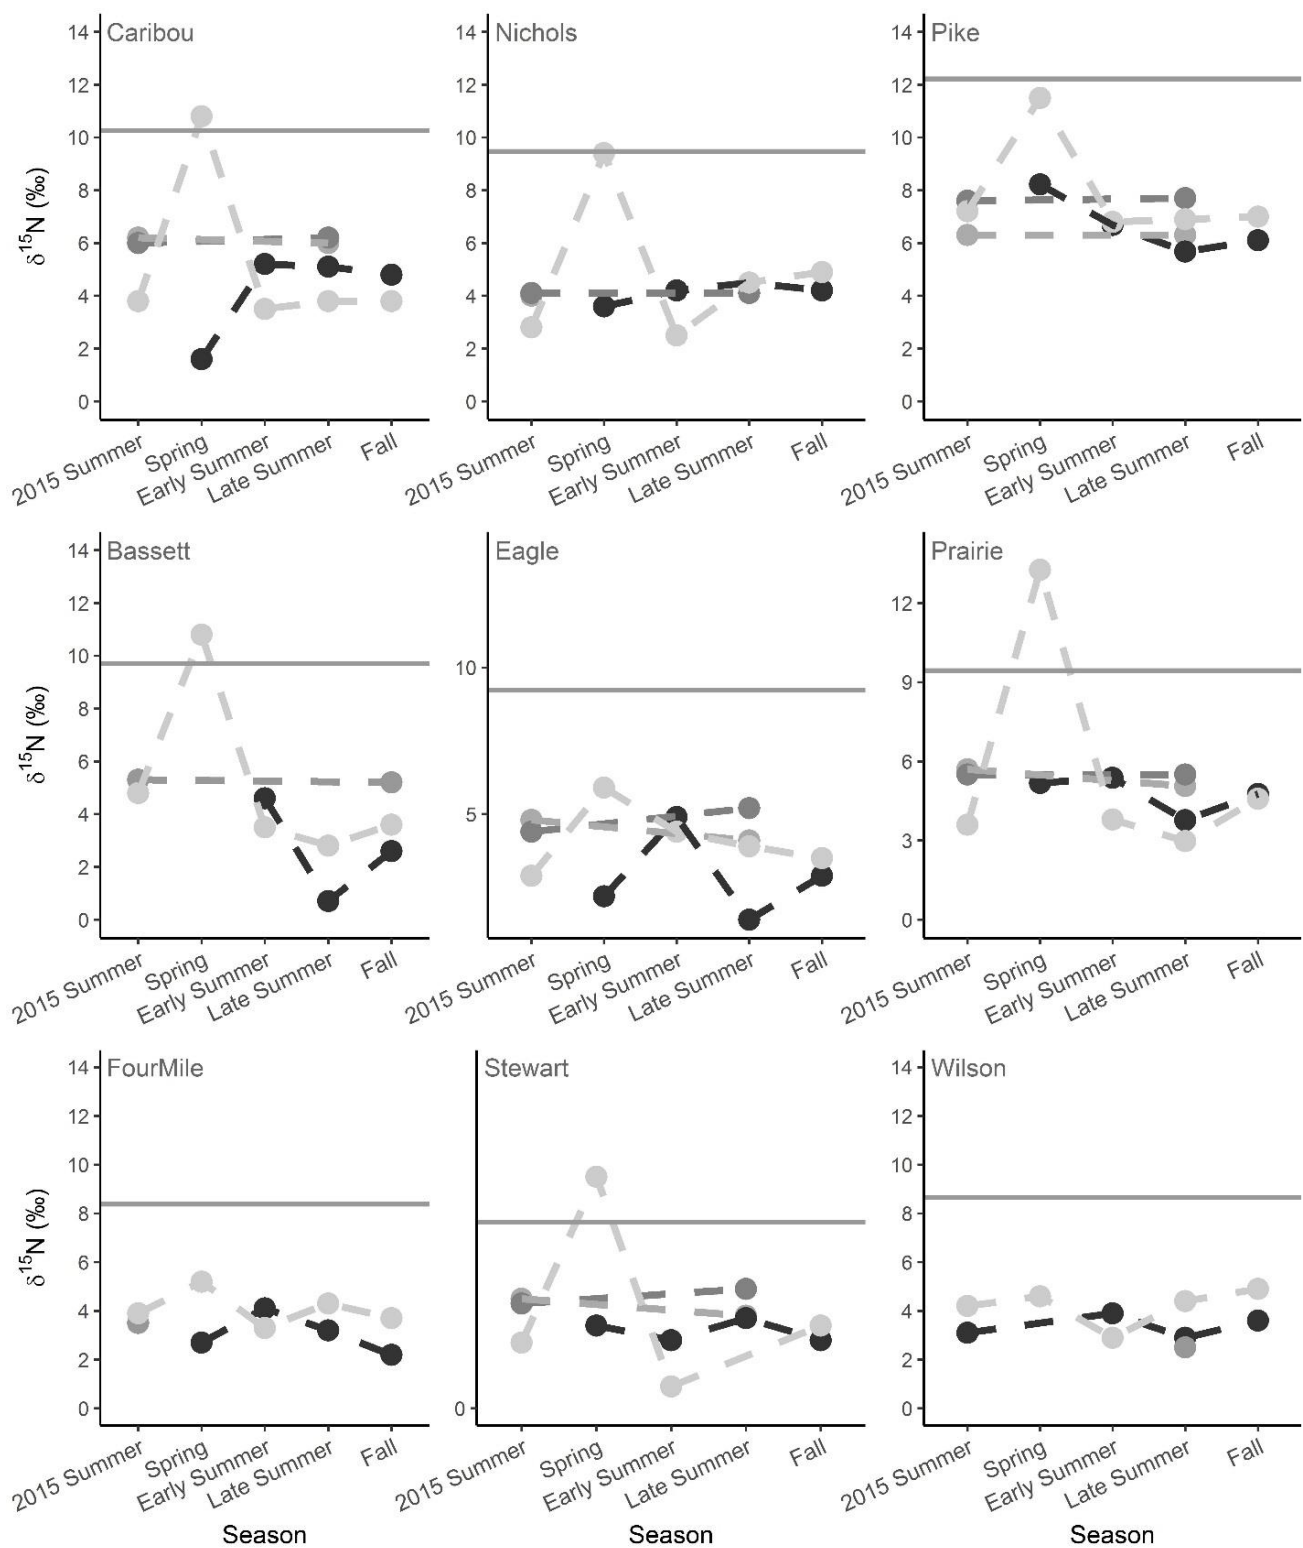 Caribou
Nichols
Pike
14
12
10
8
6
4
2
0
14
12
10
8
6
4
2
0
14
12
10
8
6
4
2
0
δ15N (‰)
2015 Summer
Spring
Early Summer
Late Summer
Fall
2015 Summer
Spring
Early Summer
Late Summer
Fall
2015 Summer
Spring
Early Summer
Late Summer
Fall
Bassett
Eagle
Prairie
14
12
10
8
6
4
2
0
10
5
12
9
6
3
0
δ15N (‰)
2015 Summer
Spring
Early Summer
Late Summer
Fall
2015 Summer
Spring
Early Summer
Late Summer
Fall
2015 Summer
Spring
Early Summer
Late Summer
Fall
FourMile
Stewart
Wilson
14
12
10
8
6
4
2
0
0
14
12
10
8
6
4
2
0
δ15N (‰)
2015 Summer
Spring
Early Summer
Late Summer
Fall
2015 Summer
Spring
Early Summer
Late Summer
Fall
2015 Summer
Spring
Early Summer
Late Summer
Fall
Season
Season
Season